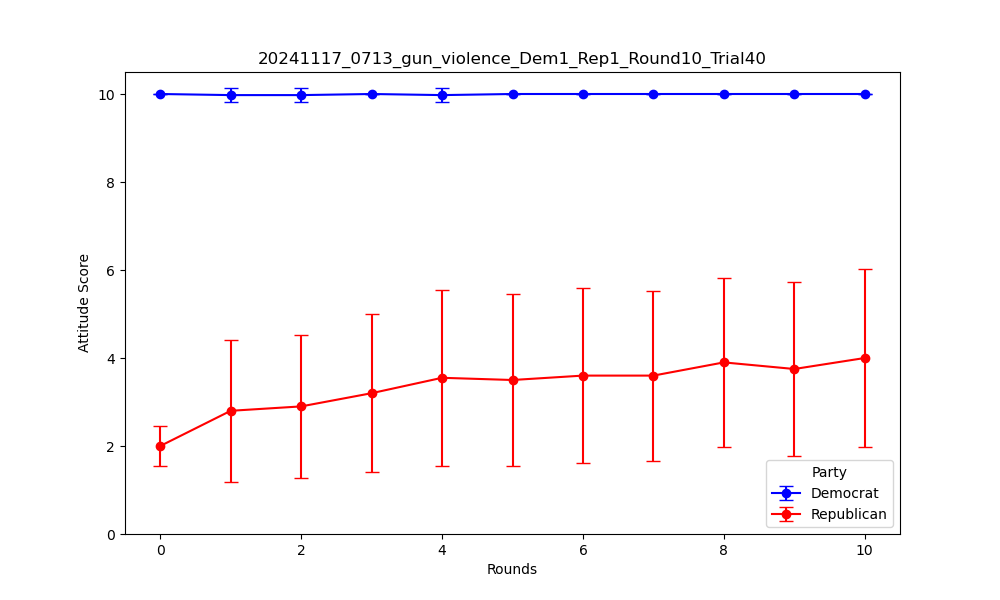 20241117_0713_gun_violence_Dem1_Rep1_Round10_Trial40
Attitude Score
10
8
6
4
2
0
0 2 4 6 8 10
Rounds
Party
Democrat
Republican